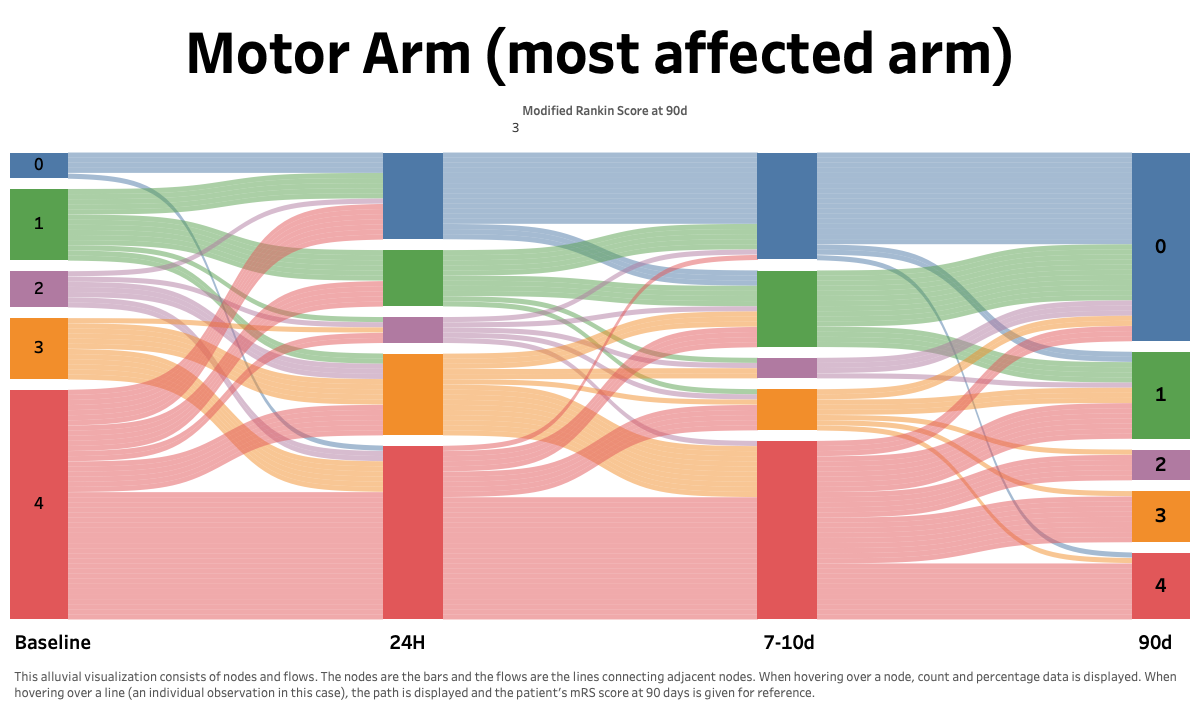 Motor Arm (most affected arm)
Modified Rankin Score at 90d
3
0
1
2
3
4
0
1
2
3
4
Baseline
24H
7-10d
90d
This alluvial visualization consists of nodes and flows. The nodes are the bars and the flows are the lines connecting adjacent nodes. When hovering over a node, count and percentage data is displayed. When
hovering over a line (an individual observation in this case), the path is displayed and the patient's mRS score at 90 days is given for reference.